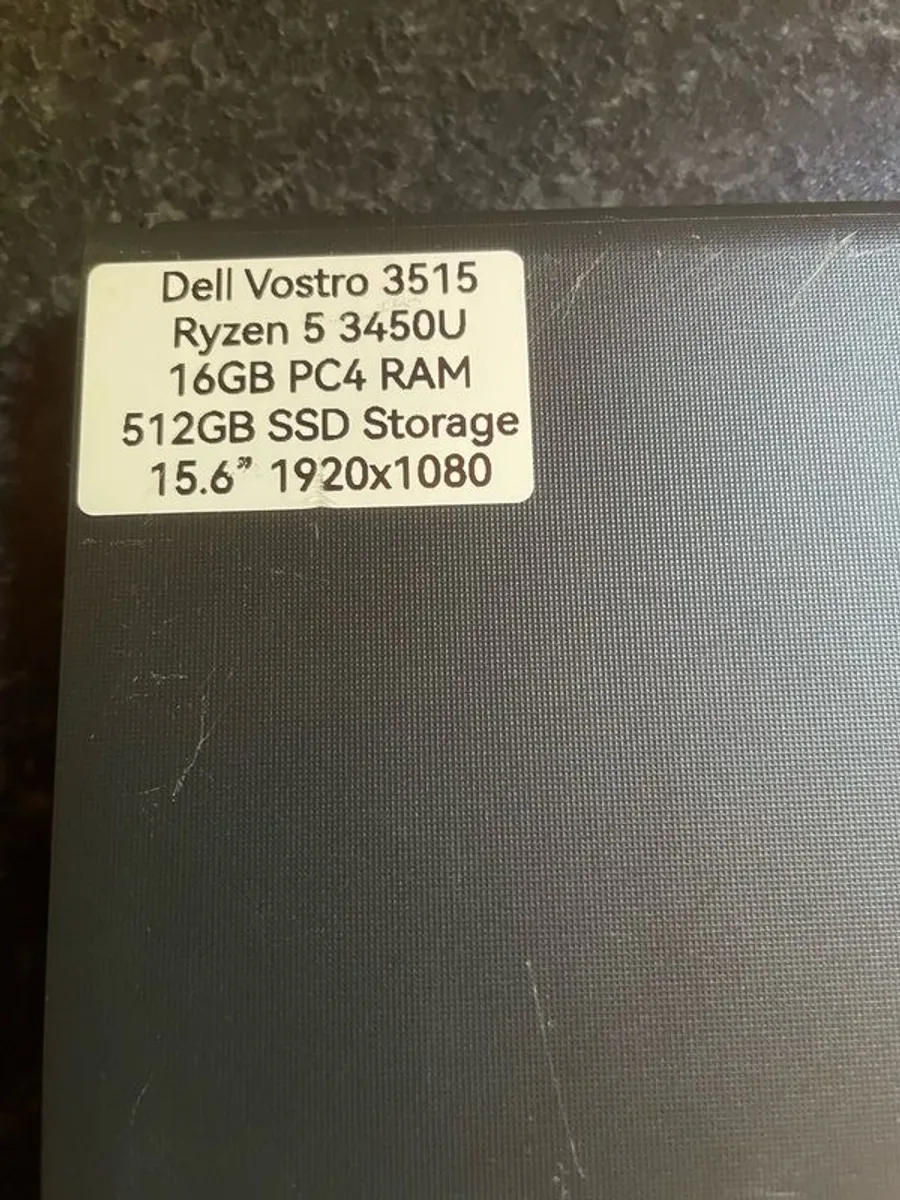 Dell Vostro 3515
Ryzen 5 3450U
16GB PC4 RAM
512GB SSD Storage
15.6” 1920x1080